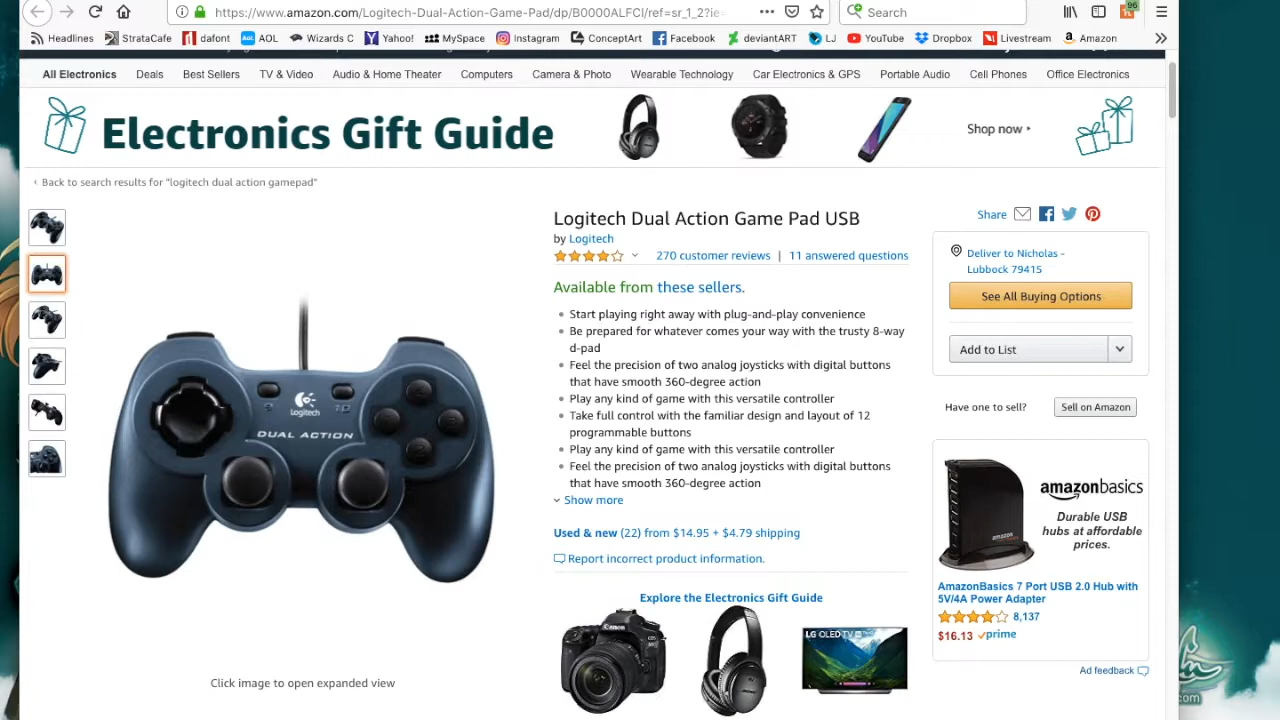 https://www.amazon.com/Logitech-Dual-Action-Game-Pad/dp/B0000ALFCI/ref=sr_1_2?ie=
Search
96
Headlines StrataCafe dafont AOL Wizards C Yahoo! MySpace Instagram ConceptArt Facebook deviantART LJ YouTube Dropbox Livestream Amazon
All Electronics Deals Best Sellers TV & Video Audio & Home Theater Computers Camera & Photo Wearable Technology Car Electronics & GPS Portable Audio Cell Phones Office Electronics
Electronics Gift Guide
Shop now
Back to search results for "logitech dual action gamepad"
Logitech Dual Action Game Pad USB
by Logitech
270 customer reviews | 11 answered questions
Available from these sellers.
Start playing right away with plug-and-play convenience
Be prepared for whatever comes your way with the trusty 8-way
d-pad
Feel the precision of two analog joysticks with digital buttons
that have smooth 360-degree action
Play any kind of game with this versatile controller
Take full control with the familiar design and layout of 12
programmable buttons
Play any kind of game with this versatile controller
Feel the precision of two analog joysticks with digital buttons
that have smooth 360-degree action
Show more
Used & new (22) from $14.95 + $4.79 shipping
Report incorrect product information.
Explore the Electronics Gift Guide
Canon
LG OLED TV
9
10
Logitech
DUAL ACTION
Click image to open expanded view
Share
Deliver to Nicholas -
Lubbock 79415
See All Buying Options
Add to List
Have one to sell?
Sell on Amazon
amazonbasics
Durable USB
hubs at affordable
prices.
AmazonBasics 7 Port USB 2.0 Hub with
5V/4A Power Adapter
8,137
$16.13 prime
Ad feedback
com